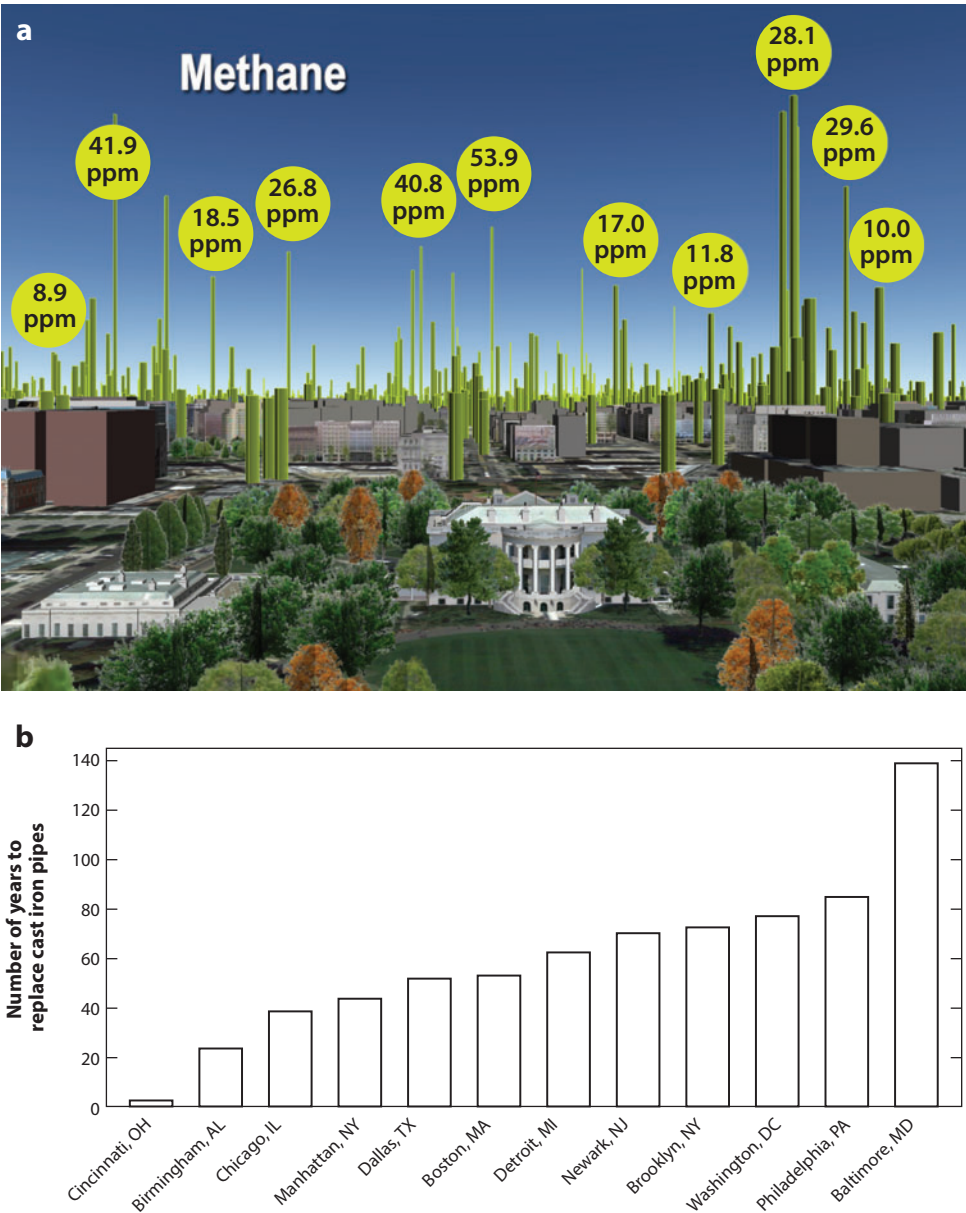 a
Methane
28.1
ppm
41.9
ppm
29.6
ppm
53.9
ppm
26.8
ppm
40.8
ppm
18.5
ppm
17.0
ppm
10.0
ppm
11.8
ppm
8.9
ppm
b
Number of years to
replace cast iron pipes
140
120
100
80
60
40
20
0
Cincinnati, OH
Birmingham, AL
Chicago, IL
Manhattan, NY
Dallas, TX
Boston, MA
Detroit, MI
Newark, NJ
Brooklyn, NY
Washington, DC
Philadelphia, PA
Baltimore, MD